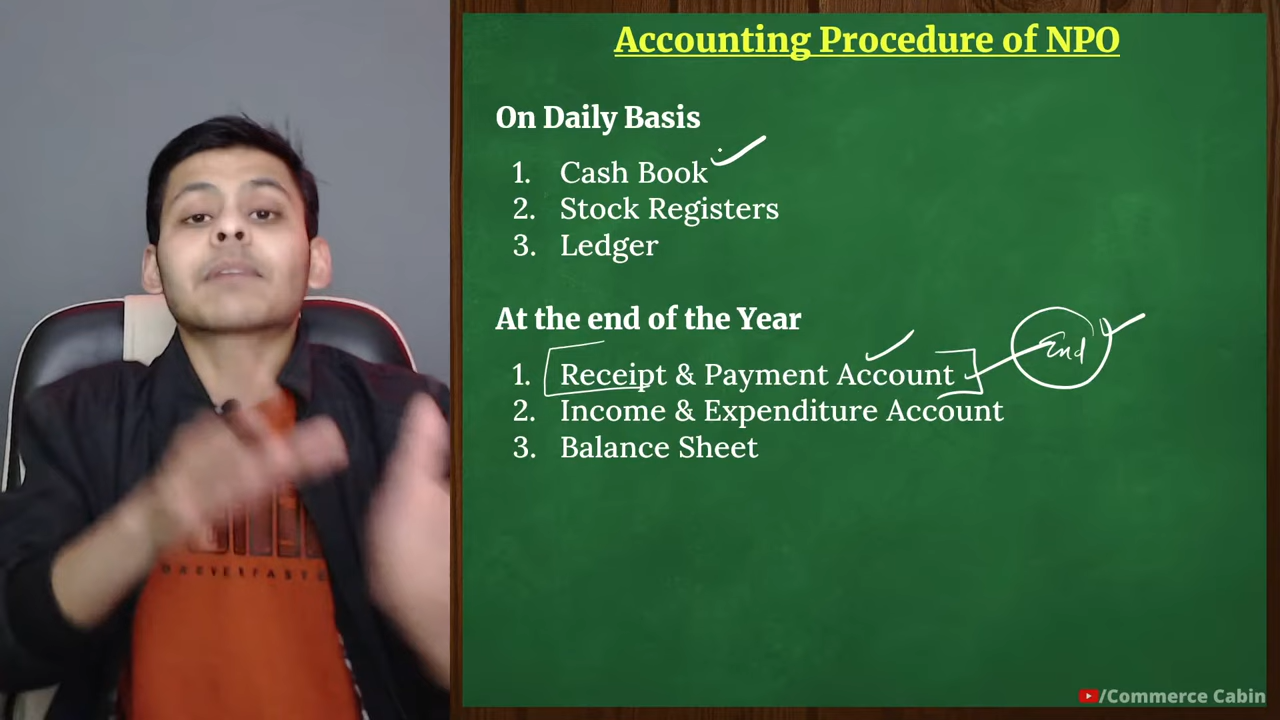 Accounting Procedure of NPO
On Daily Basis
1. Cash Book
2. Stock Registers
3. Ledger
At the end of the Year
1. Receipt & Payment Account
End
2. Income & Expenditure Account
3. Balance Sheet
/Commerce Cabin